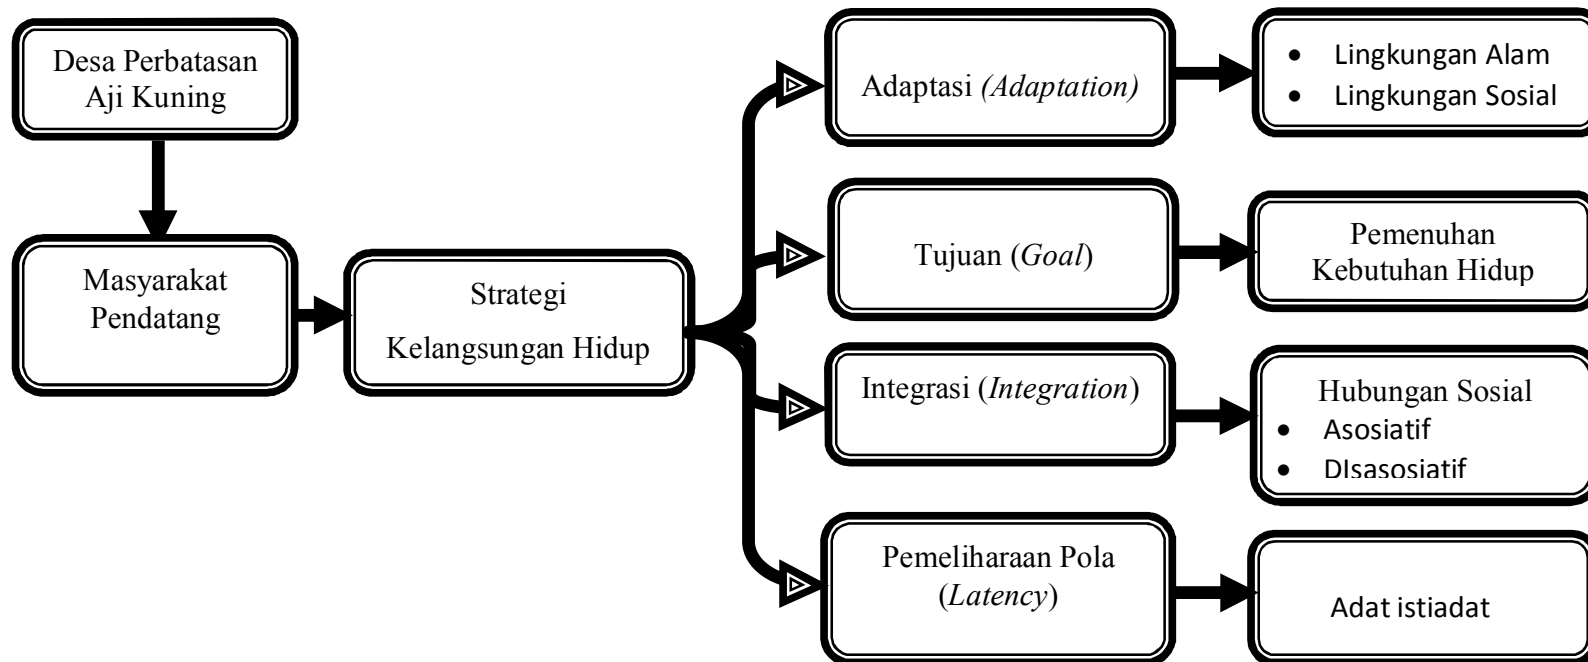 Desa Perbatasan
Aji Kuning
Masyarakat
Pendatang
Strategi
Kelangsungan Hidup
Adaptasi (Adaptation)
• Lingkungan Alam
• Lingkungan Sosial
Tujuan (Goal)
Pemenuhan
Kebutuhan Hidup
Integrasi (Integration)
Hubungan Sosial
• Asosiatif
• DIsasosiatif
Pemeliharaan Pola
(Latency)
Adat istiadat